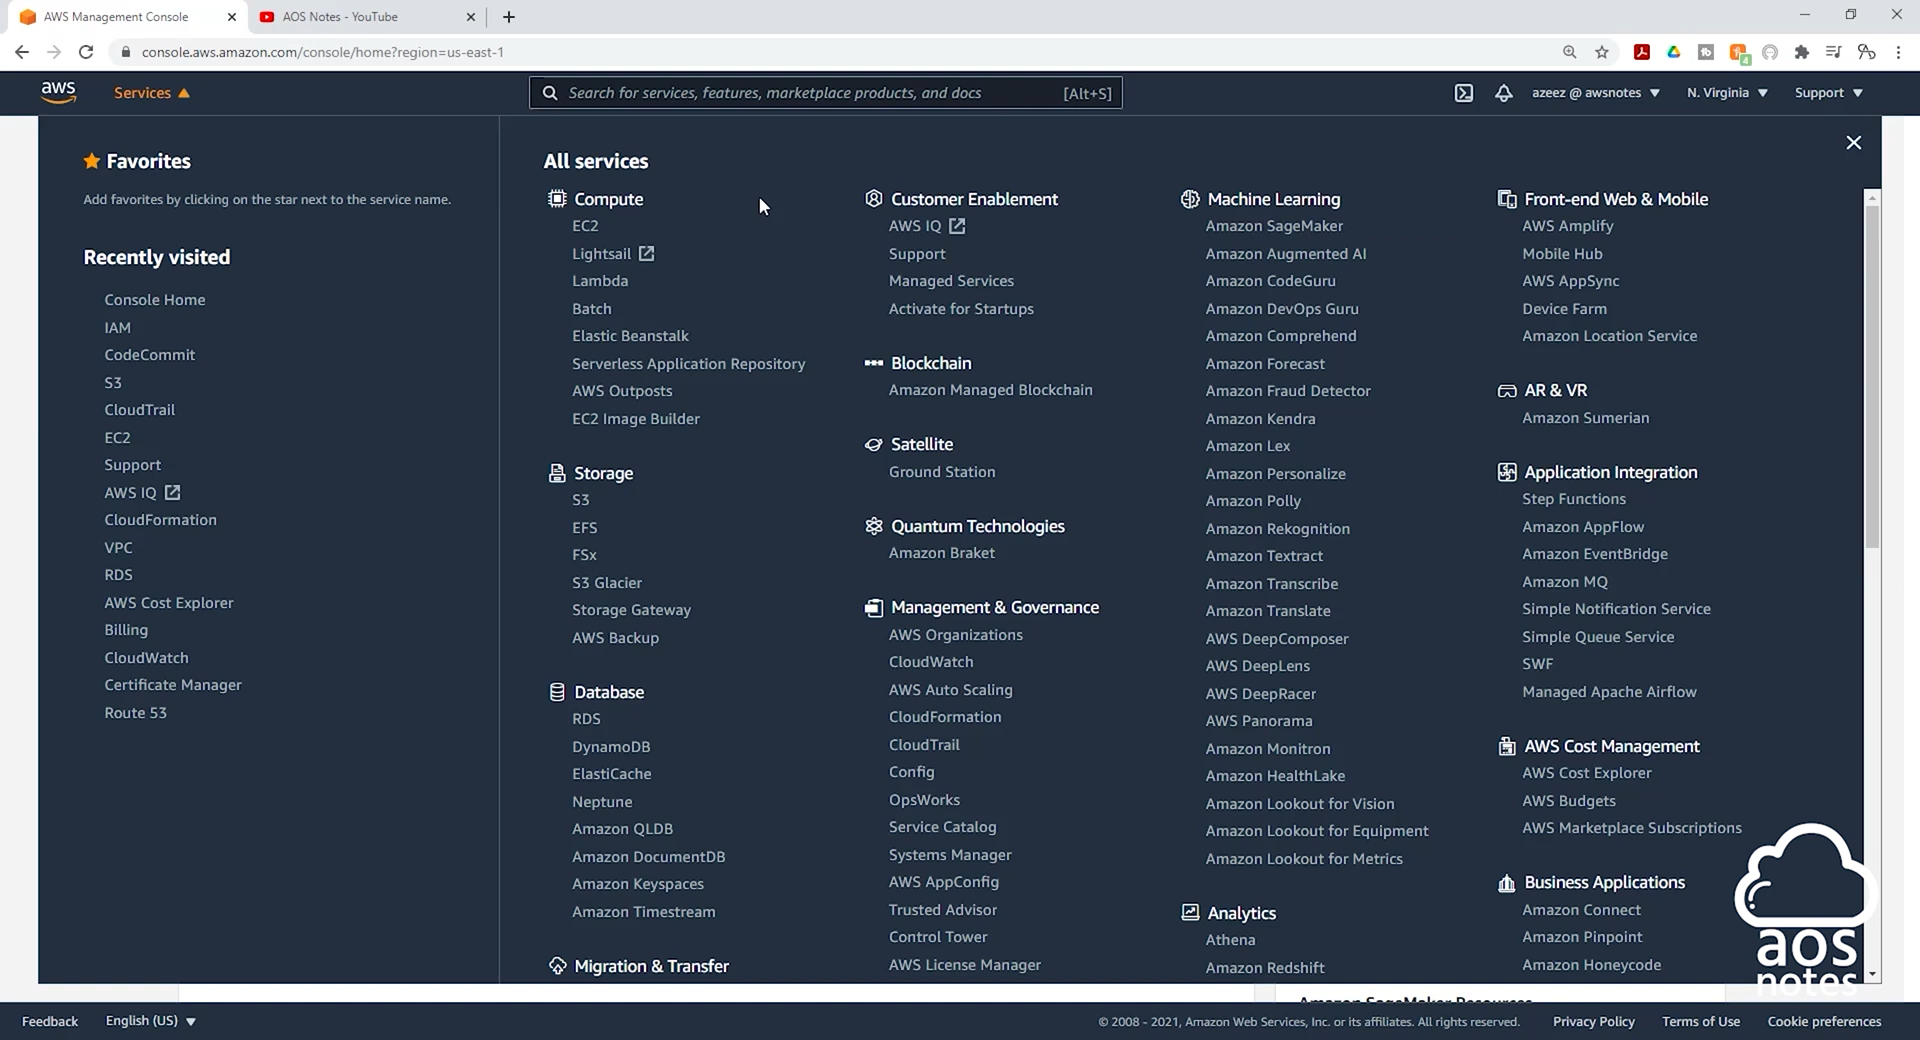 AWS Management Console
AOS Notes - YouTube
console.aws.amazon.com/console/home?region=us-east-1
4
aws
Services
Search for services, features, marketplace products, and docs
[Alt+S]
azeez @ awsnotes
N. Virginia
Support
Favorites
Add favorites by clicking on the star next to the service name.
Recently visited
Console Home
IAM
CodeCommit
S3
CloudTrail
EC2
Support
AWS IQ
CloudFormation
VPC
RDS
AWS Cost Explorer
Billing
CloudWatch
Certificate Manager
Route 53
All services
Compute
EC2
Lightsail
Lambda
Batch
Elastic Beanstalk
Serverless Application Repository
AWS Outposts
EC2 Image Builder
Storage
S3
EFS
FSx
S3 Glacier
Storage Gateway
AWS Backup
Database
RDS
DynamoDB
ElastiCache
Neptune
Amazon QLDB
Amazon DocumentDB
Amazon Keyspaces
Amazon Timestream
Migration & Transfer
Customer Enablement
AWS IQ
Support
Managed Services
Activate for Startups
Blockchain
Amazon Managed Blockchain
Satellite
Ground Station
Quantum Technologies
Amazon Braket
Management & Governance
AWS Organizations
CloudWatch
AWS Auto Scaling
CloudFormation
CloudTrail
Config
OpsWorks
Service Catalog
Systems Manager
AWS AppConfig
Trusted Advisor
Control Tower
AWS License Manager
Machine Learning
Amazon SageMaker
Amazon Augmented AI
Amazon CodeGuru
Amazon DevOps Guru
Amazon Comprehend
Amazon Forecast
Amazon Fraud Detector
Amazon Kendra
Amazon Lex
Amazon Personalize
Amazon Polly
Amazon Rekognition
Amazon Textract
Amazon Transcribe
Amazon Translate
AWS DeepComposer
AWS DeepLens
AWS DeepRacer
AWS Panorama
Amazon Monitron
Amazon HealthLake
Amazon Lookout for Vision
Amazon Lookout for Equipment
Amazon Lookout for Metrics
Analytics
Athena
Amazon Redshift
Front-end Web & Mobile
AWS Amplify
Mobile Hub
AWS AppSync
Device Farm
Amazon Location Service
AR & VR
Amazon Sumerian
Application Integration
Step Functions
Amazon AppFlow
Amazon EventBridge
Amazon MQ
Simple Notification Service
Simple Queue Service
SWF
Managed Apache Airflow
AWS Cost Management
AWS Cost Explorer
AWS Budgets
AWS Marketplace Subscriptions
Business Applications
Amazon Connect
Amazon Pinpoint
Amazon Honeycode
aos
notes
Amazon SageMaker Resources
Feedback
English (US)
© 2008 - 2021, Amazon Web Services, Inc. or its affiliates. All rights reserved.
Privacy Policy
Terms of Use
Cookie preferences